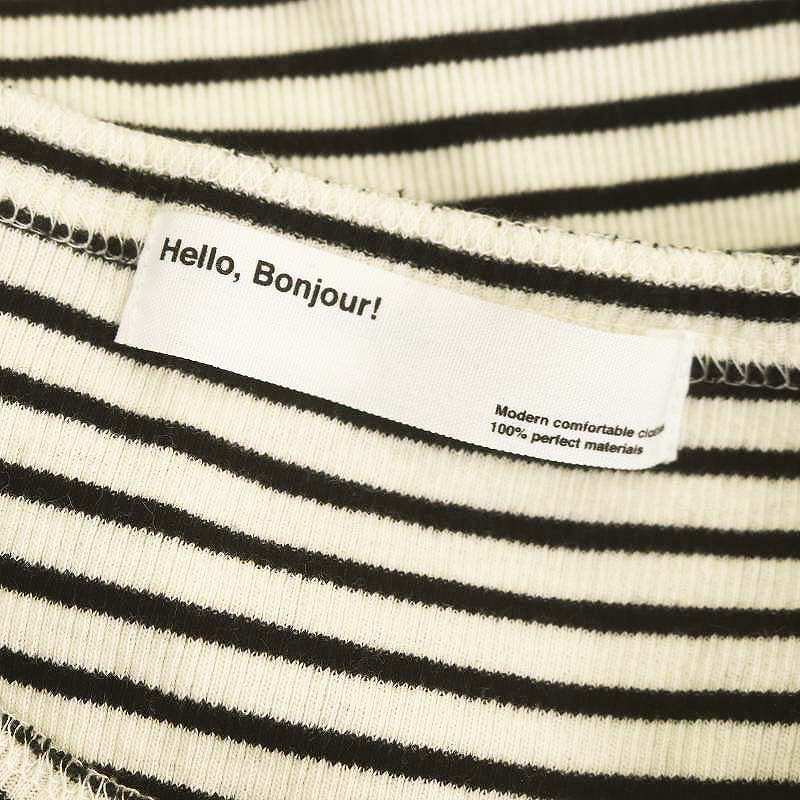 Hello, Bonjour!
Modern comfortable
100% perfect materials